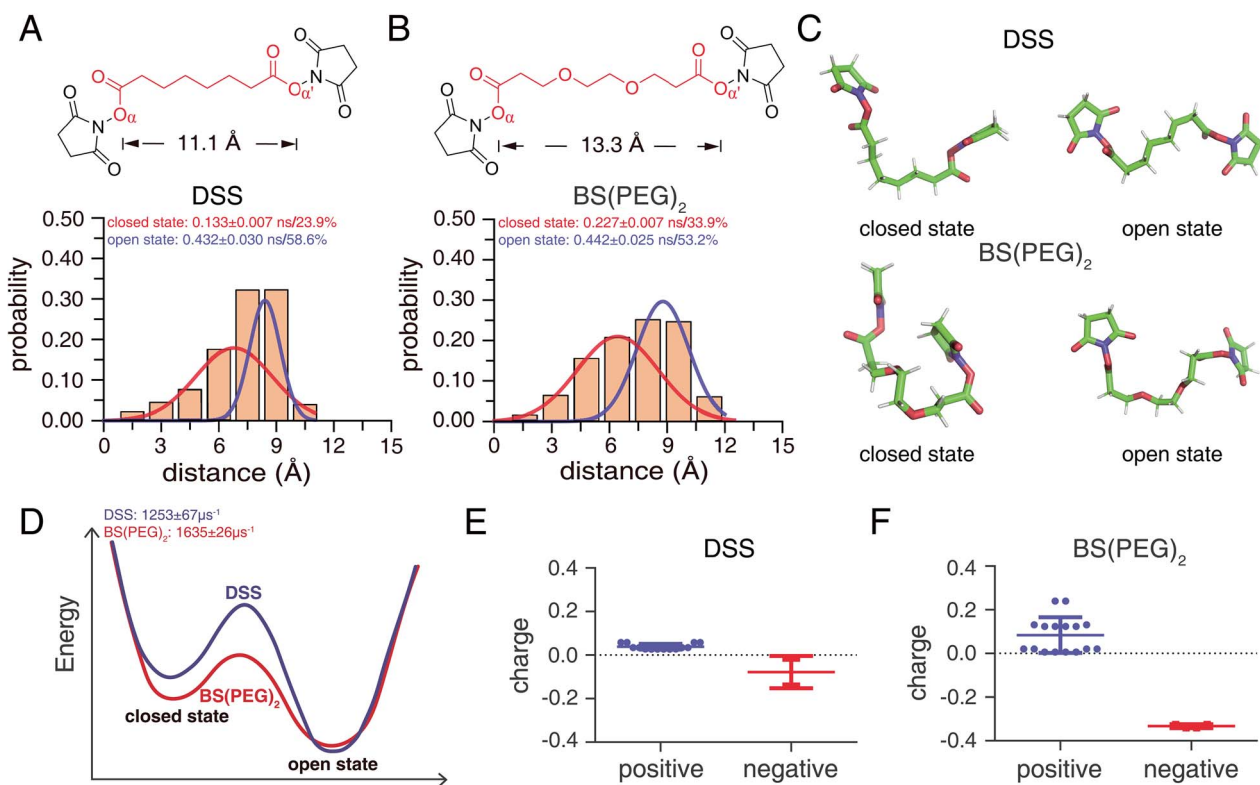 A
O
O
O
N
Oα
O
Oα'
N
O
O
11.1 Å
DSS
closed state: 0.133±0.007 ns/23.9%
open state: 0.432±0.030 ns/58.6%
probability
0.50
0.40
0.30
0.20
0.10
0.00
0 3 6 9 12 15
distance (Å)
B
O
O
O
N
Oα
O
O
O
Oα'
N
O
O
13.3 Å
BS(PEG)₂
closed state: 0.227±0.007 ns/33.9%
open state: 0.442±0.025 ns/53.2%
probability
0.50
0.40
0.30
0.20
0.10
0.00
0 3 6 9 12 15
distance (Å)
C
DSS
closed state
open state
BS(PEG)₂
closed state
open state
D
DSS: 1253±67μs⁻¹
BS(PEG)₂: 1635±26μs⁻¹
Energy
DSS
BS(PEG)₂
closed state
open state
E
DSS
charge
0.4
0.2
0.0
-0.2
-0.4
positive negative
F
BS(PEG)₂
charge
0.4
0.2
0.0
-0.2
-0.4
positive negative